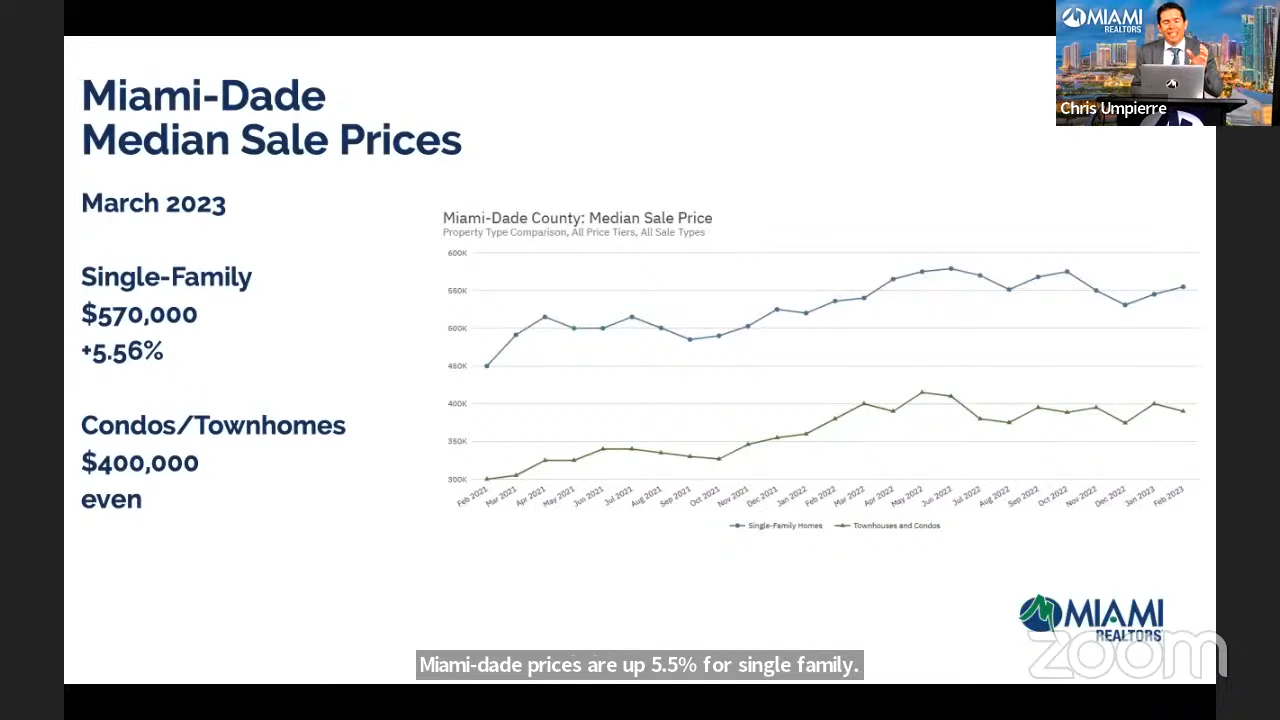 MIAMI
REALTORS
Chris Umpierre
Miami-Dade
Median Sale Prices
March 2023
Single-Family
$570,000
+5.56%
Condos/Townhomes
$400,000
even
Miami-Dade County: Median Sale Price
Property Type Comparison, All Price Tiers, All Sale Types
600K
550K
500K
450K
400K
350K
300K
Feb 2021
Mar 2021
Apr 2021
May 2021
Jun 2021
Jul 2021
Aug 2021
Sep 2021
Oct 2021
Nov 2021
Dec 2021
Jan 2022
Feb 2022
Mar 2022
Apr 2022
May 2022
Jun 2022
Jul 2022
Aug 2022
Sep 2022
Oct 2022
Nov 2022
Dec 2022
Jan 2023
Feb 2023
Single-Family Homes
Townhouses and Condos
MIAMI
REALTORS
zoom
Miami-dade prices are up 5.5% for single family.